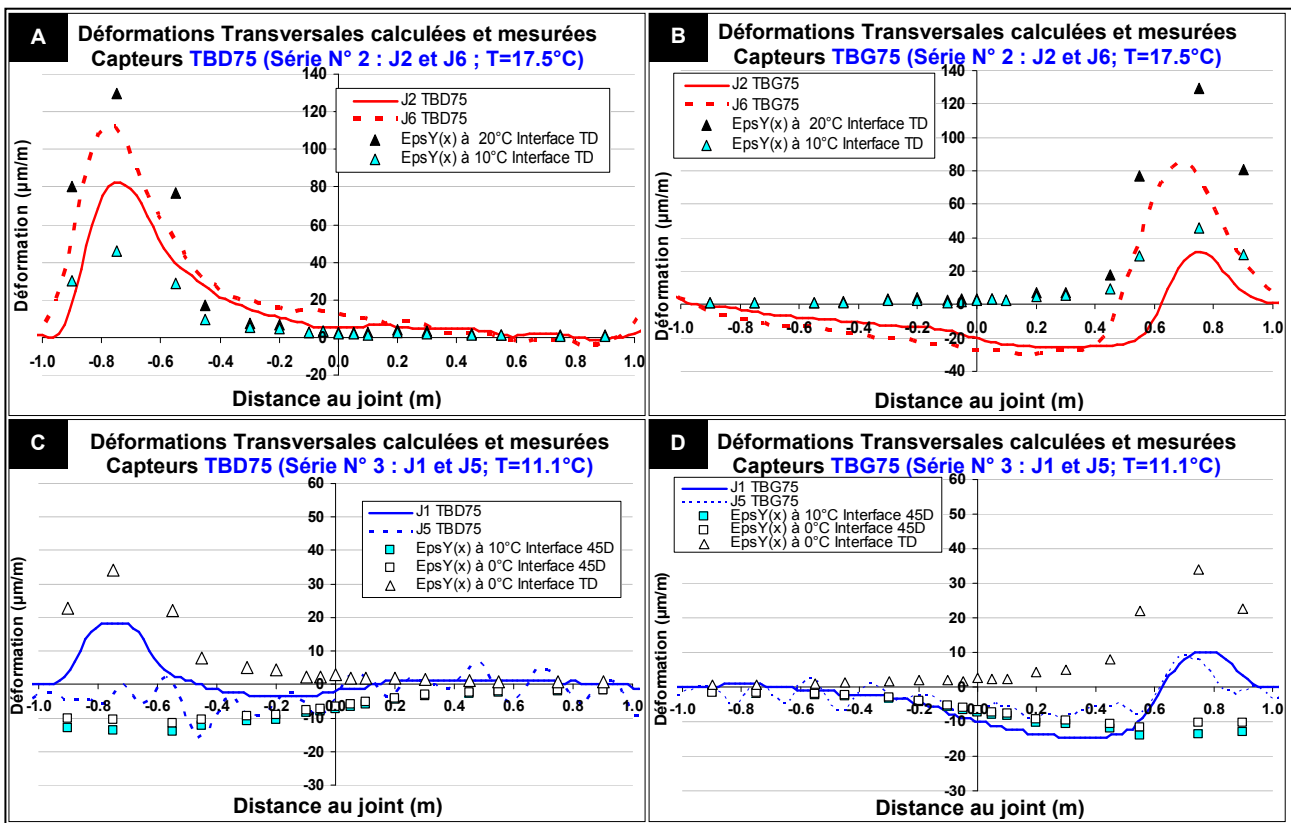 A
Déformations Transversales calculées et mesurées
Capteurs TBD75 (Série N° 2 : J2 et J6 ; T=17.5°C)
140
120
100
80
60
40
20
0
-20
-1.0 -0.8 -0.6 -0.4 -0.2 0.0 0.2 0.4 0.6 0.8 1.0
J2 TBD75
J6 TBD75
EpsY(x) à 20°C Interface TD
EpsY(x) à 10°C Interface TD
Déformation (µm/m)
Distance au joint (m)
B
Déformations Transversales calculées et mesurées
Capteurs TBG75 (Série N° 2 : J2 et J6; T=17.5°C)
140
120
100
80
60
40
20
0
-20
-40
-1.0 -0.8 -0.6 -0.4 -0.2 0.0 0.2 0.4 0.6 0.8 1.0
J2 TBG75
J6 TBG75
EpsY(x) à 20°C Interface TD
EpsY(x) à 10°C Interface TD
Déformation (µm/m)
Distance au joint (m)
C
Déformations Transversales calculées et mesurées
Capteurs TBD75 (Série N° 3 : J1 et J5; T=11.1°C)
60
50
40
30
20
10
0
-10
-20
-30
-1.0 -0.8 -0.6 -0.4 -0.2 0.0 0.2 0.4 0.6 0.8 1.0
J1 TBD75
J5 TBD75
EpsY(x) à 10°C Interface 45D
EpsY(x) à 0°C Interface 45D
EpsY(x) à 0°C Interface TD
Déformation (µm/m)
Distance au joint (m)
D
Déformations Transversales calculées et mesurées
Capteurs TBG75 (Série N° 3 : J1 et J5; T=11.1°C)
60
50
40
30
20
10
0
-10
-20
-30
-1.0 -0.8 -0.6 -0.4 -0.2 0.0 0.2 0.4 0.6 0.8 1.0
J1 TBG75
J5 TBG75
EpsY(x) à 10°C Interface 45D
EpsY(x) à 0°C Interface 45D
EpsY(x) à 0°C Interface TD
Déformation (µm/m)
Distance au joint (m)